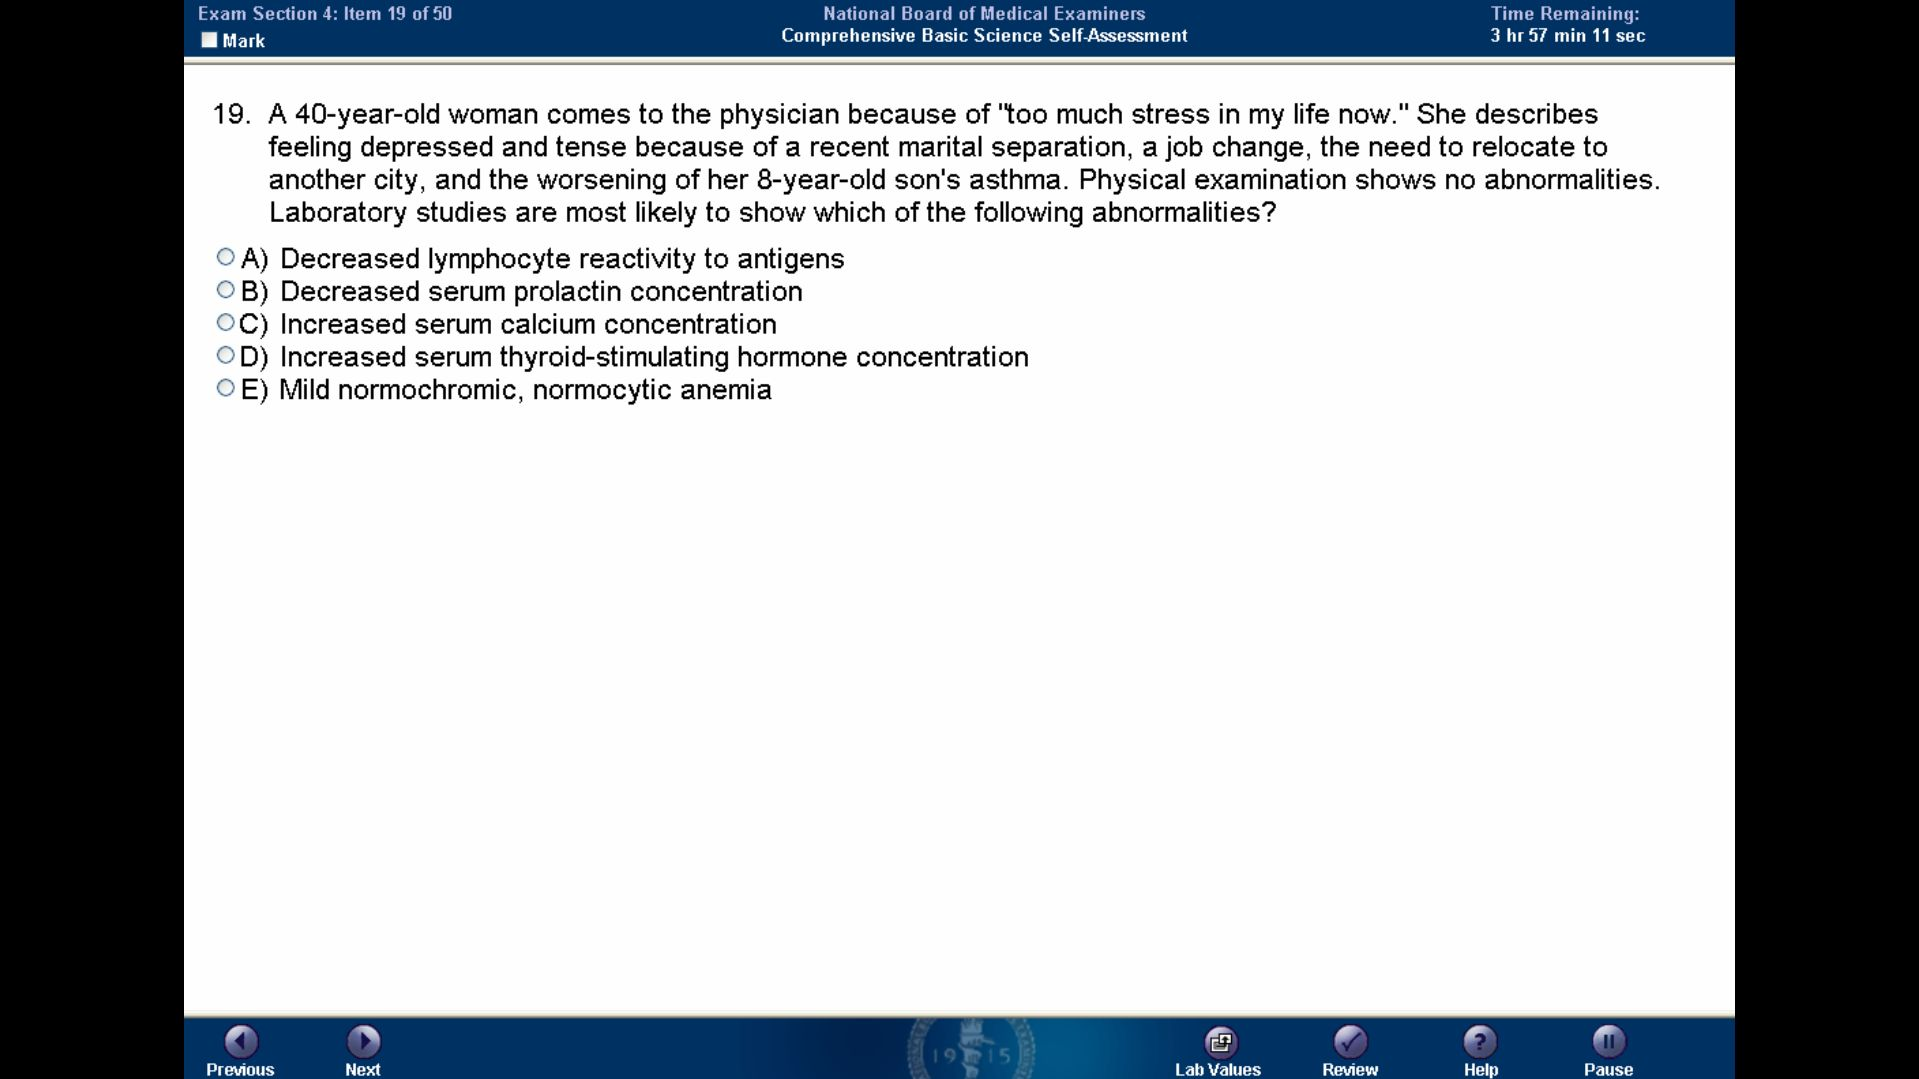 Exam Section 4: Item 19 of 50
National Board of Medical Examiners
Time Remaining:
Mark
Comprehensive Basic Science Self-Assessment
3 hr 57 min 11 sec
19. A 40-year-old woman comes to the physician because of "too much stress in my life now." She describes
feeling depressed and tense because of a recent marital separation, a job change, the need to relocate to
another city, and the worsening of her 8-year-old son's asthma. Physical examination shows no abnormalities.
Laboratory studies are most likely to show which of the following abnormalities?
A) Decreased lymphocyte reactivity to antigens
B) Decreased serum prolactin concentration
C) Increased serum calcium concentration
D) Increased serum thyroid-stimulating hormone concentration
E) Mild normochromic, normocytic anemia
1915
Previous
Next
Lab Values
Review
Help
Pause